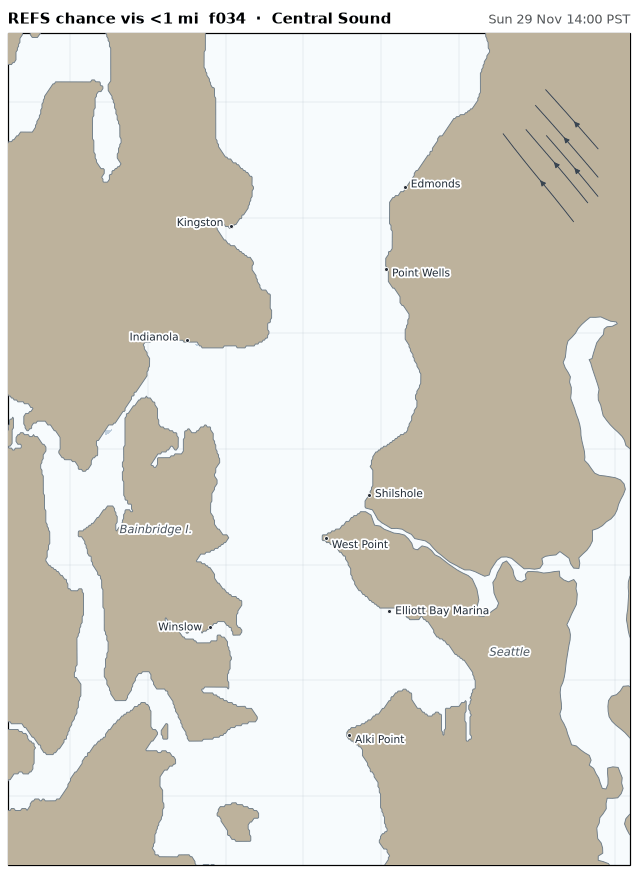 REFS chance vis <1 mi f034 · Central Sound
Sun 29 Nov 14:00 PST
Edmonds
Kingston
Point Wells
Indianola
Shilshole
Bainbridge I.
West Point
Elliott Bay Marina
Winslow
Seattle
Alki Point